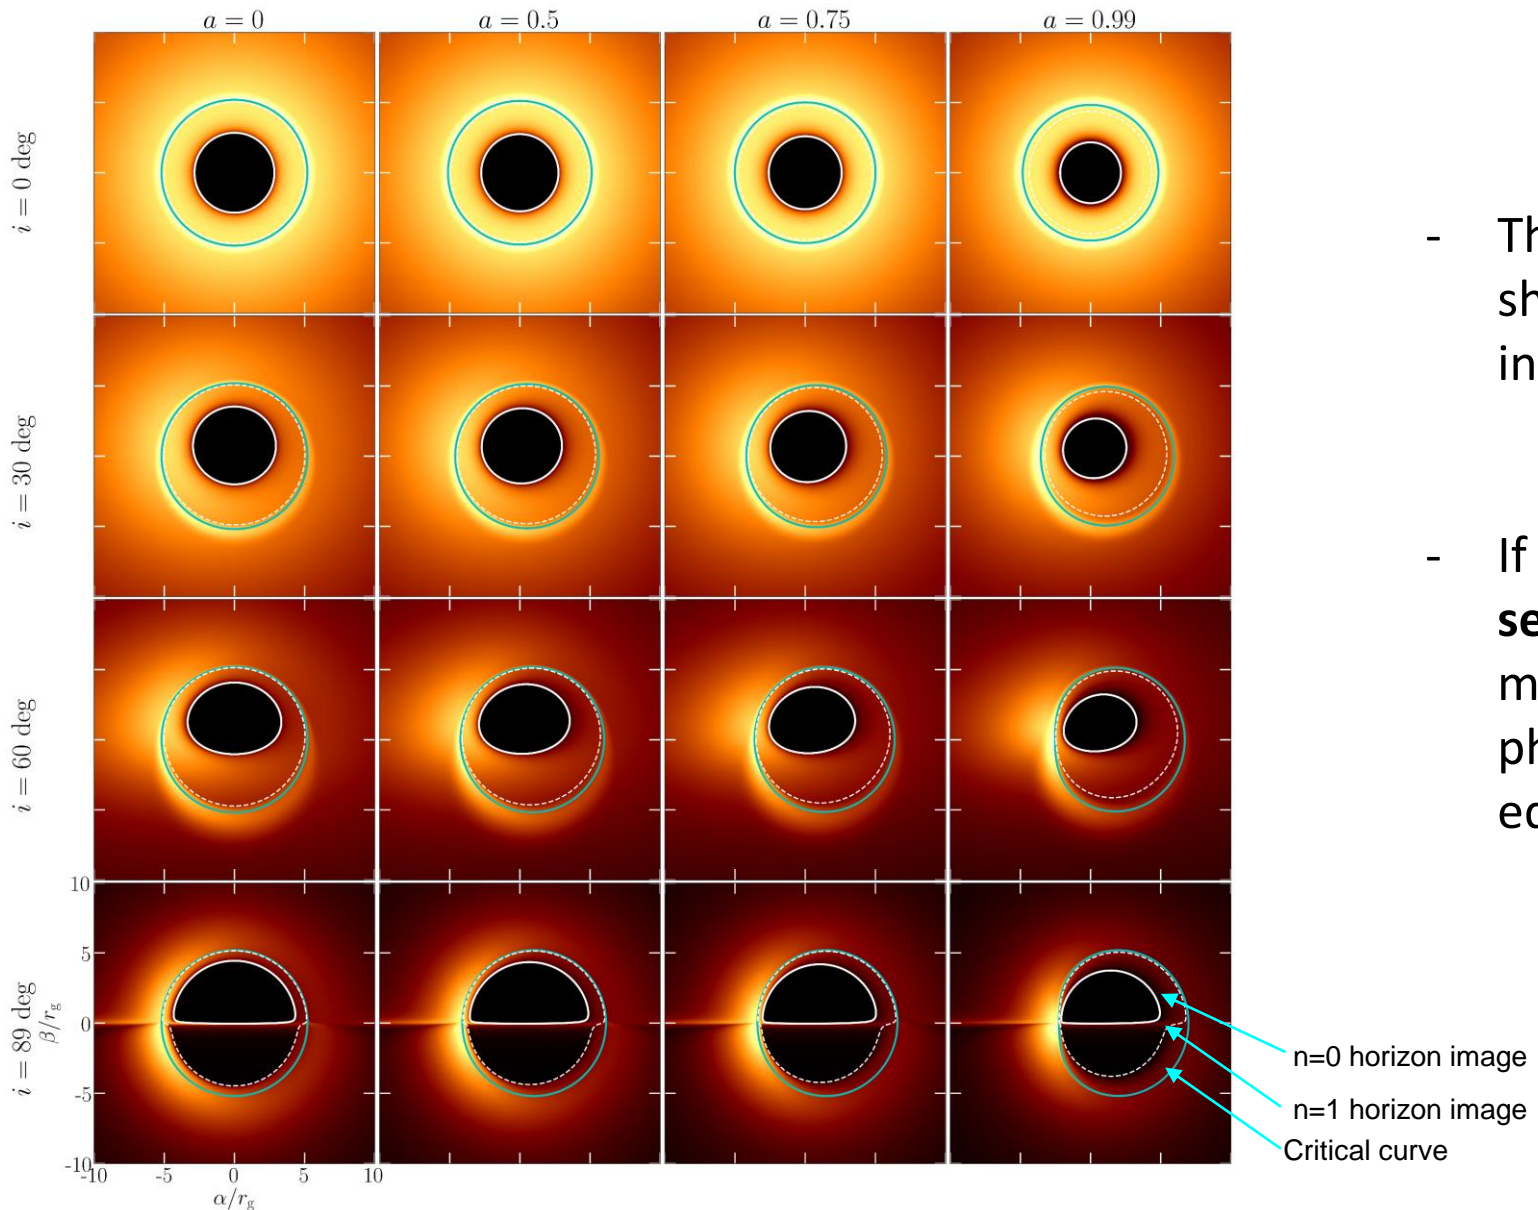 a = 0
a = 0.5
a = 0.75
a = 0.99
i = 0 deg
i = 30 deg
i = 60 deg
i = 89 deg
β/r_g
10
5
0
-5
-10
-10
-5
0
5
10
α/r_g
n=0 horizon image
n=1 horizon image
Critical curve
- Th
sh
in
- If
se
m
ph
ec